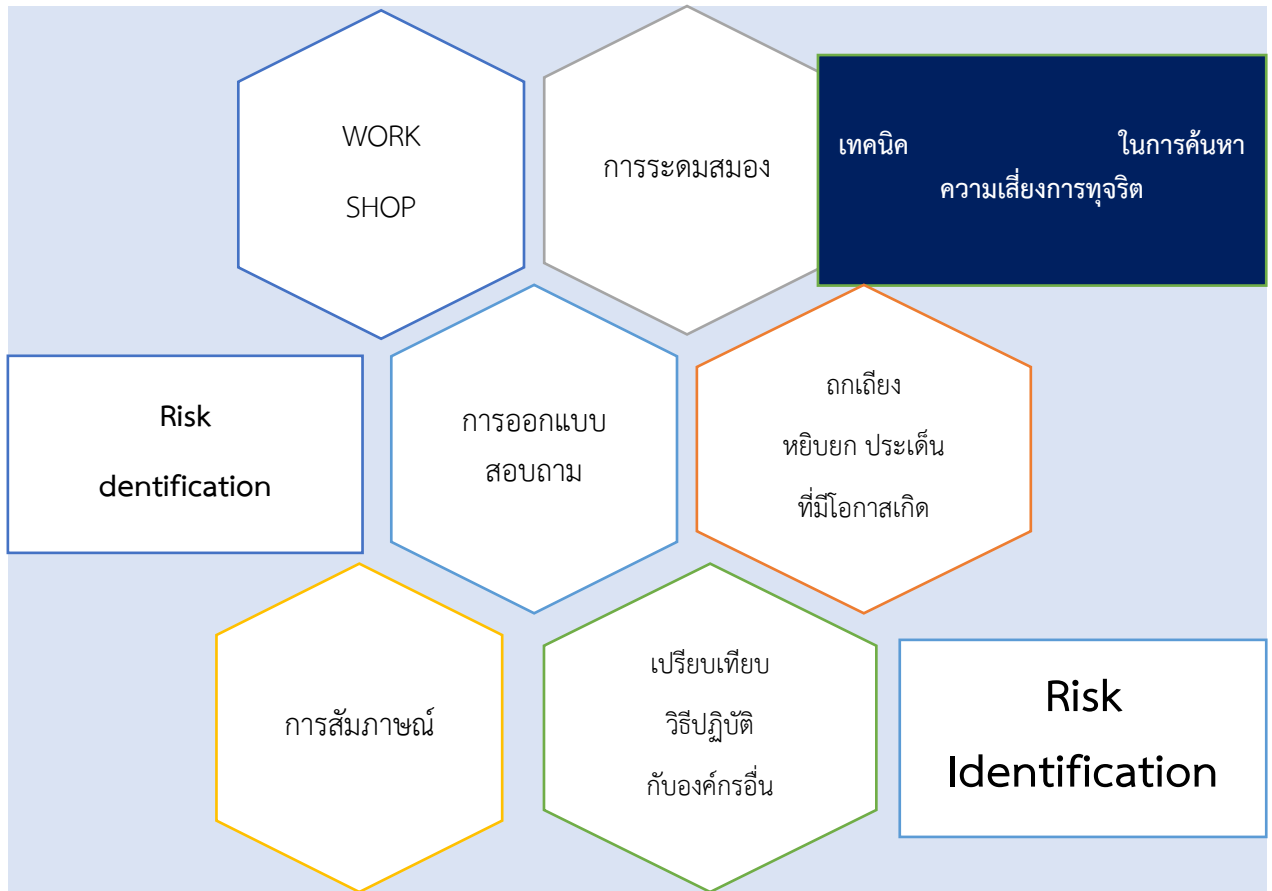 WORK
SHOP
การระดมสมอง
เทคนิค ในการค้นหา
ความเสี่ยงการทุจริต
Risk
dentification
การออกแบบ
สอบถาม
ถกเถียง
หยิบยก ประเด็น
ที่มีโอกาสเกิด
การสัมภาษณ์
เปรียบเทียบ
วิธีปฏิบัติ
กับองค์กรอื่น
Risk
Identification